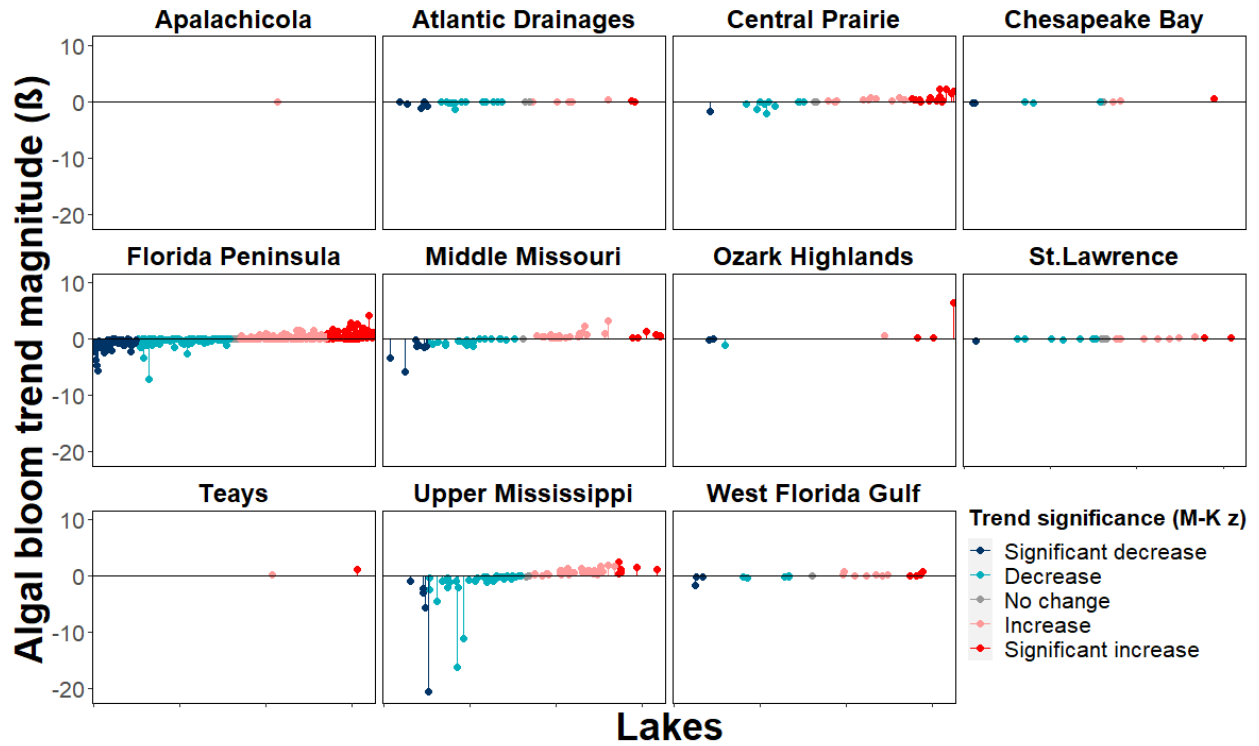 Algal bloom trend magnitude (ß)
Apalachicola
Atlantic Drainages
Central Prairie
Chesapeake Bay
10
0
-10
-20
Florida Peninsula
Middle Missouri
Ozark Highlands
St.Lawrence
10
0
-10
-20
Teays
Upper Mississippi
West Florida Gulf
10
0
-10
-20
Trend significance (M-K z)
Significant decrease
Decrease
No change
Increase
Significant increase
Lakes